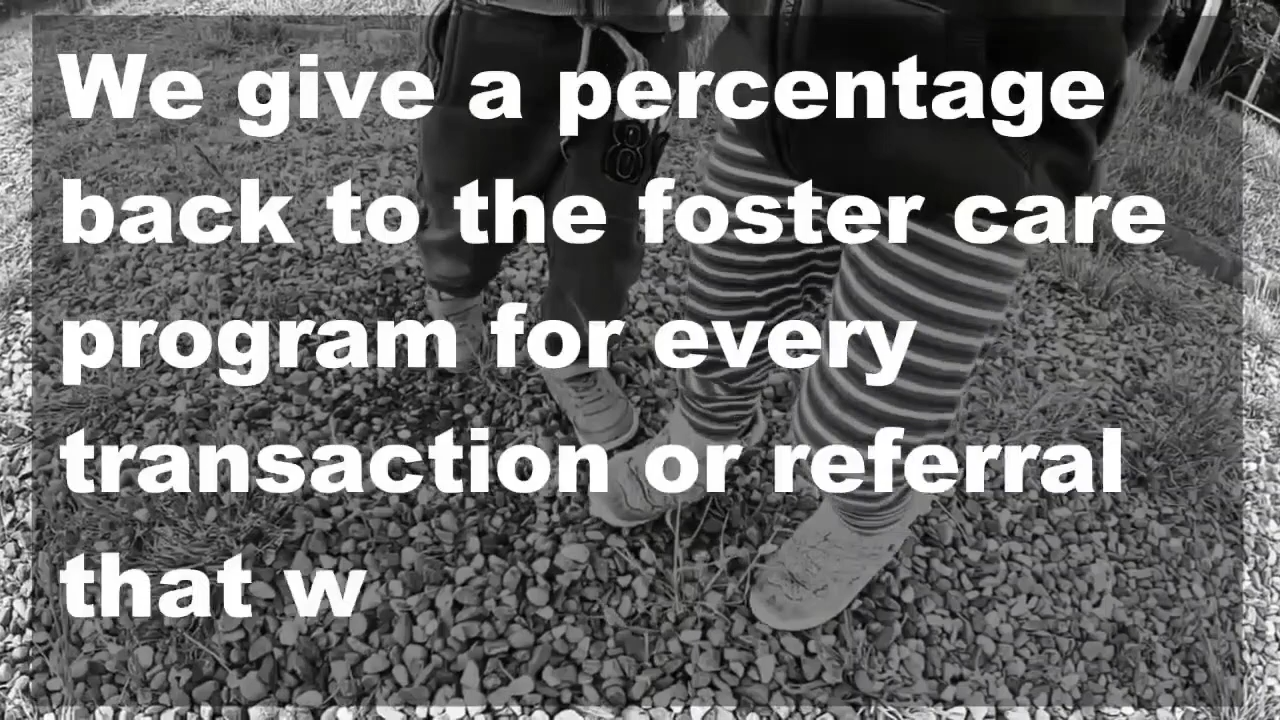 We give a percentage
back to the foster care
program for every
transaction or referral
that w